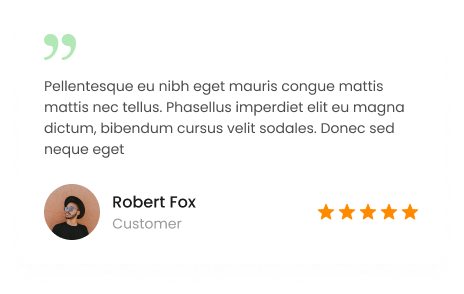 Pellentesque eu nibh eget mauris congue mattis
mattis nec tellus. Phasellus imperdiet elit eu magna
dictum, bibendum cursus velit sodales. Donec sed
neque eget
Robert Fox
Customer